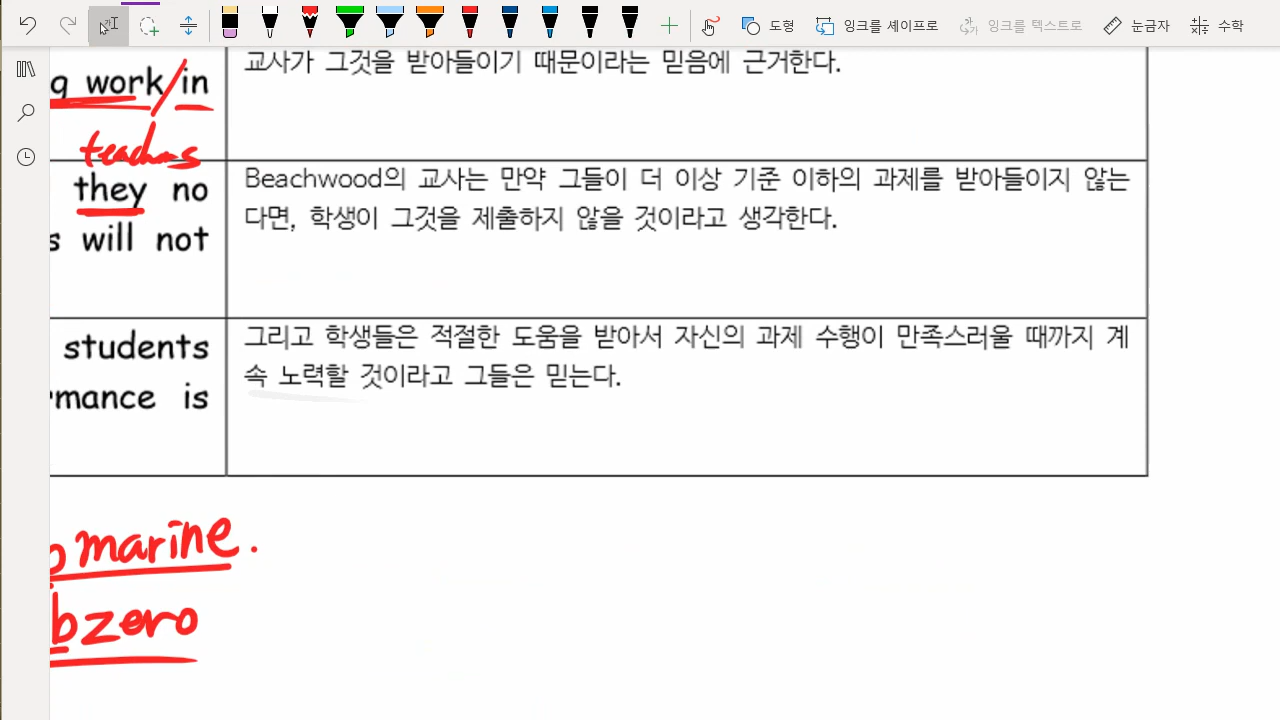 도형
잉크를 셰이프로
잉크를 텍스트로
눈금자
수학
work/in
teachers
they no
will not
students
is
교사가 그것을 받아들이기 때문이라는 믿음에 근거한다.
Beachwood의 교사는 만약 그들이 더 이상 기준 이하의 과제를 받아들이지 않는
다면, 학생이 그것을 제출하지 않을 것이라고 생각한다.
그리고 학생들은 적절한 도움을 받아서 자신의 과제 수행이 만족스러울 때까지 계
속 노력할 것이라고 그들은 믿는다.
marine.
bzero